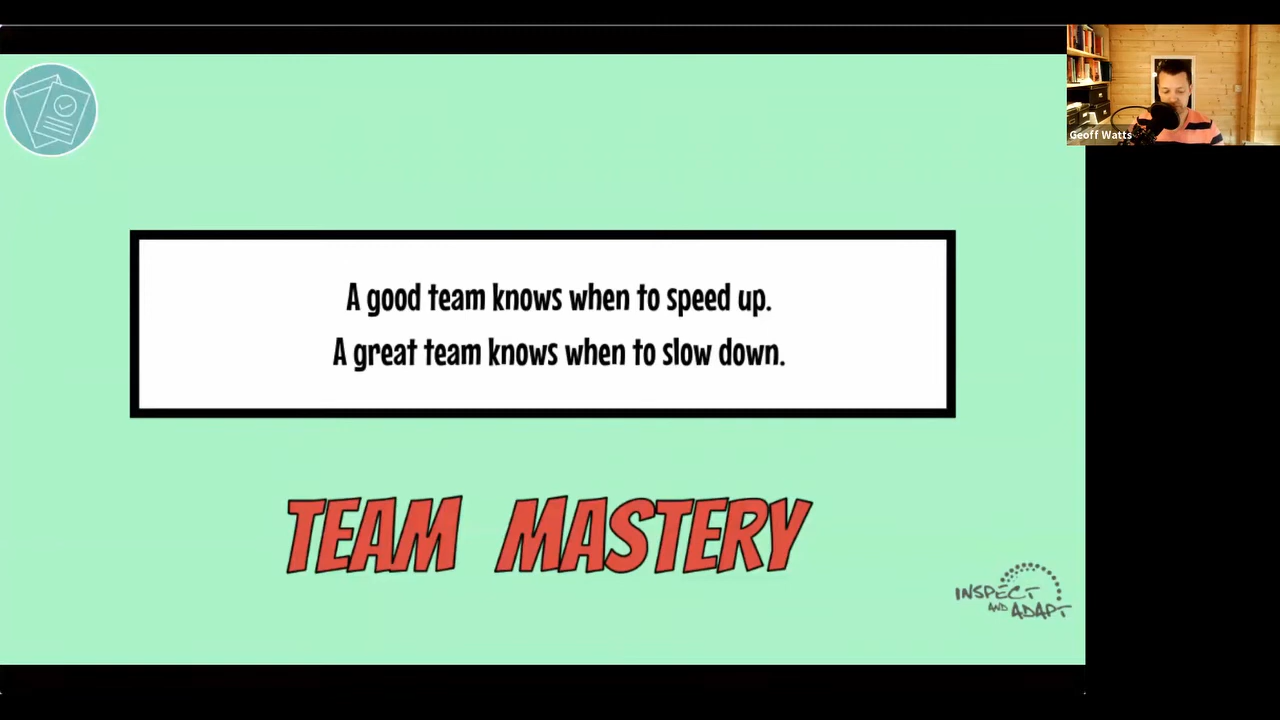 Geoff Watts
A good team knows when to speed up.
A great team knows when to slow down.
TEAM MASTERY
INSPECT
AND ADAPT